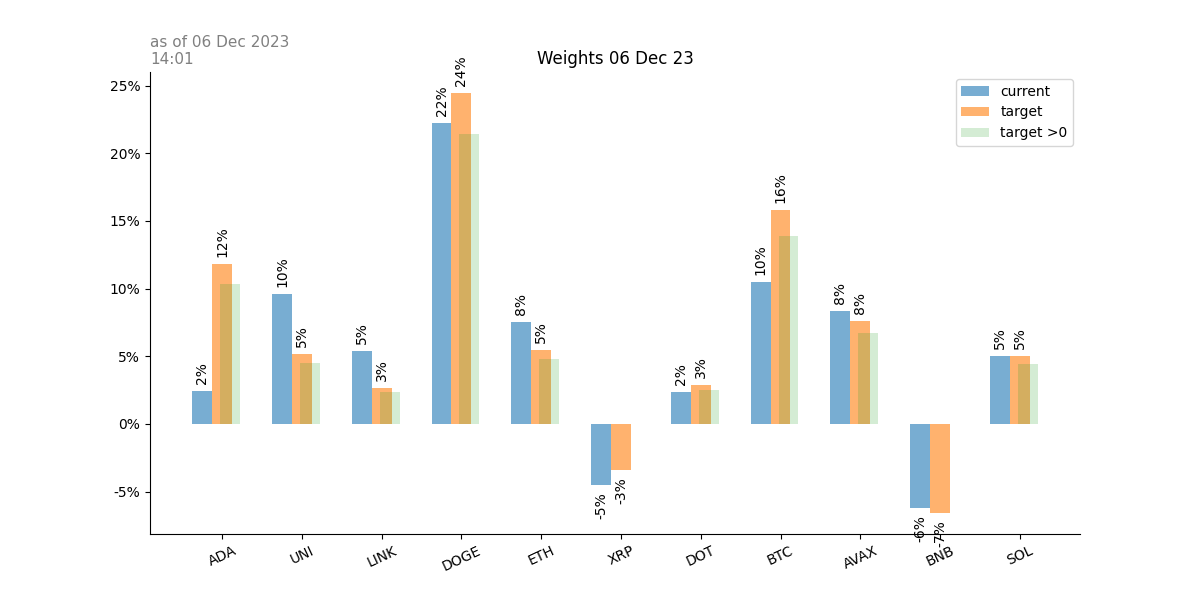 as of 06 Dec 2023
14:01
Weights 06 Dec 23
current
target
target >0
25%
20%
15%
10%
5%
0%
-5%
2%
12%
10%
5%
5%
3%
22%
24%
8%
5%
-5%
-3%
2%
3%
10%
16%
8%
8%
-6%
-7%
5%
5%
ADA
UNI
LINK
DOGE
ETH
XRP
DOT
BTC
AVAX
BNB
SOL